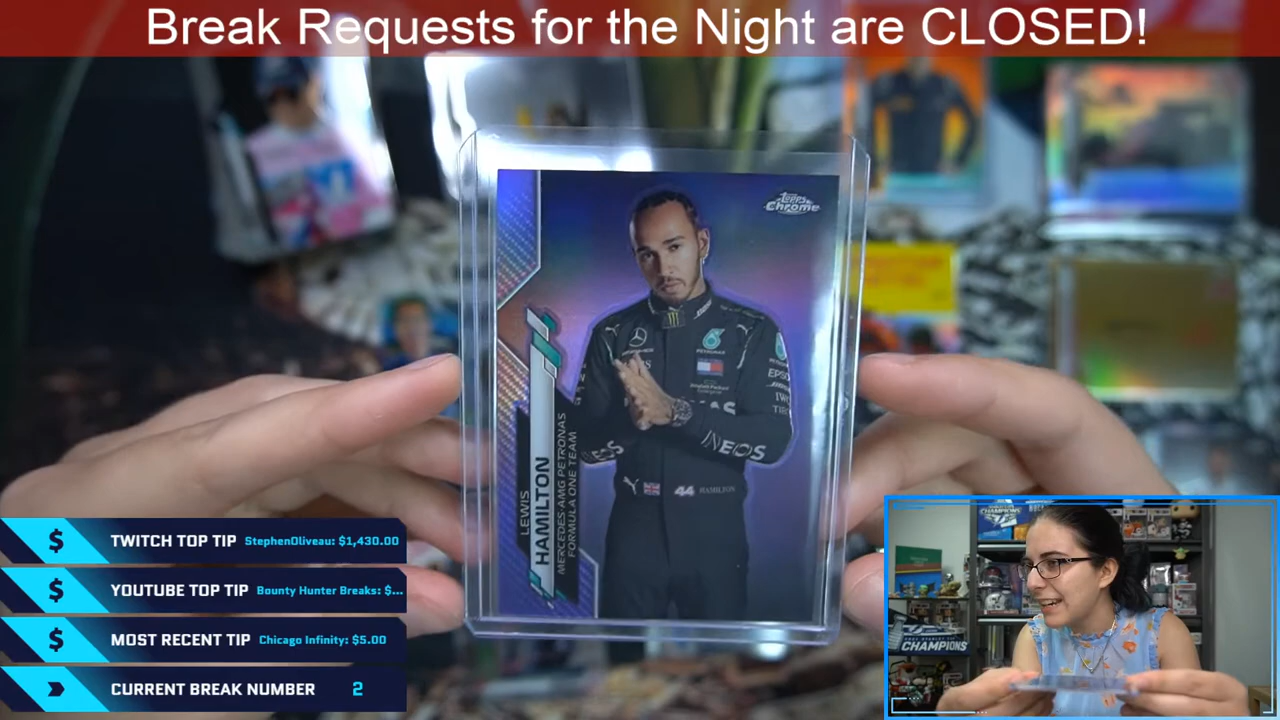 Break Requests for the Night are CLOSED!
Topps
Chrome
PETRONAS
INEOS
44 HAMILTON
LEWIS
HAMILTON
MERCEDES-AMG PETRONAS
FORMULA ONE TEAM
TWITCH TOP TIP StephenOliveau: $1,430.00
YOUTUBE TOP TIP Bounty Hunter Breaks: $...
MOST RECENT TIP Chicago Infinity: $5.00
CURRENT BREAK NUMBER 2
CHAMPIONS
CHAMPIONS